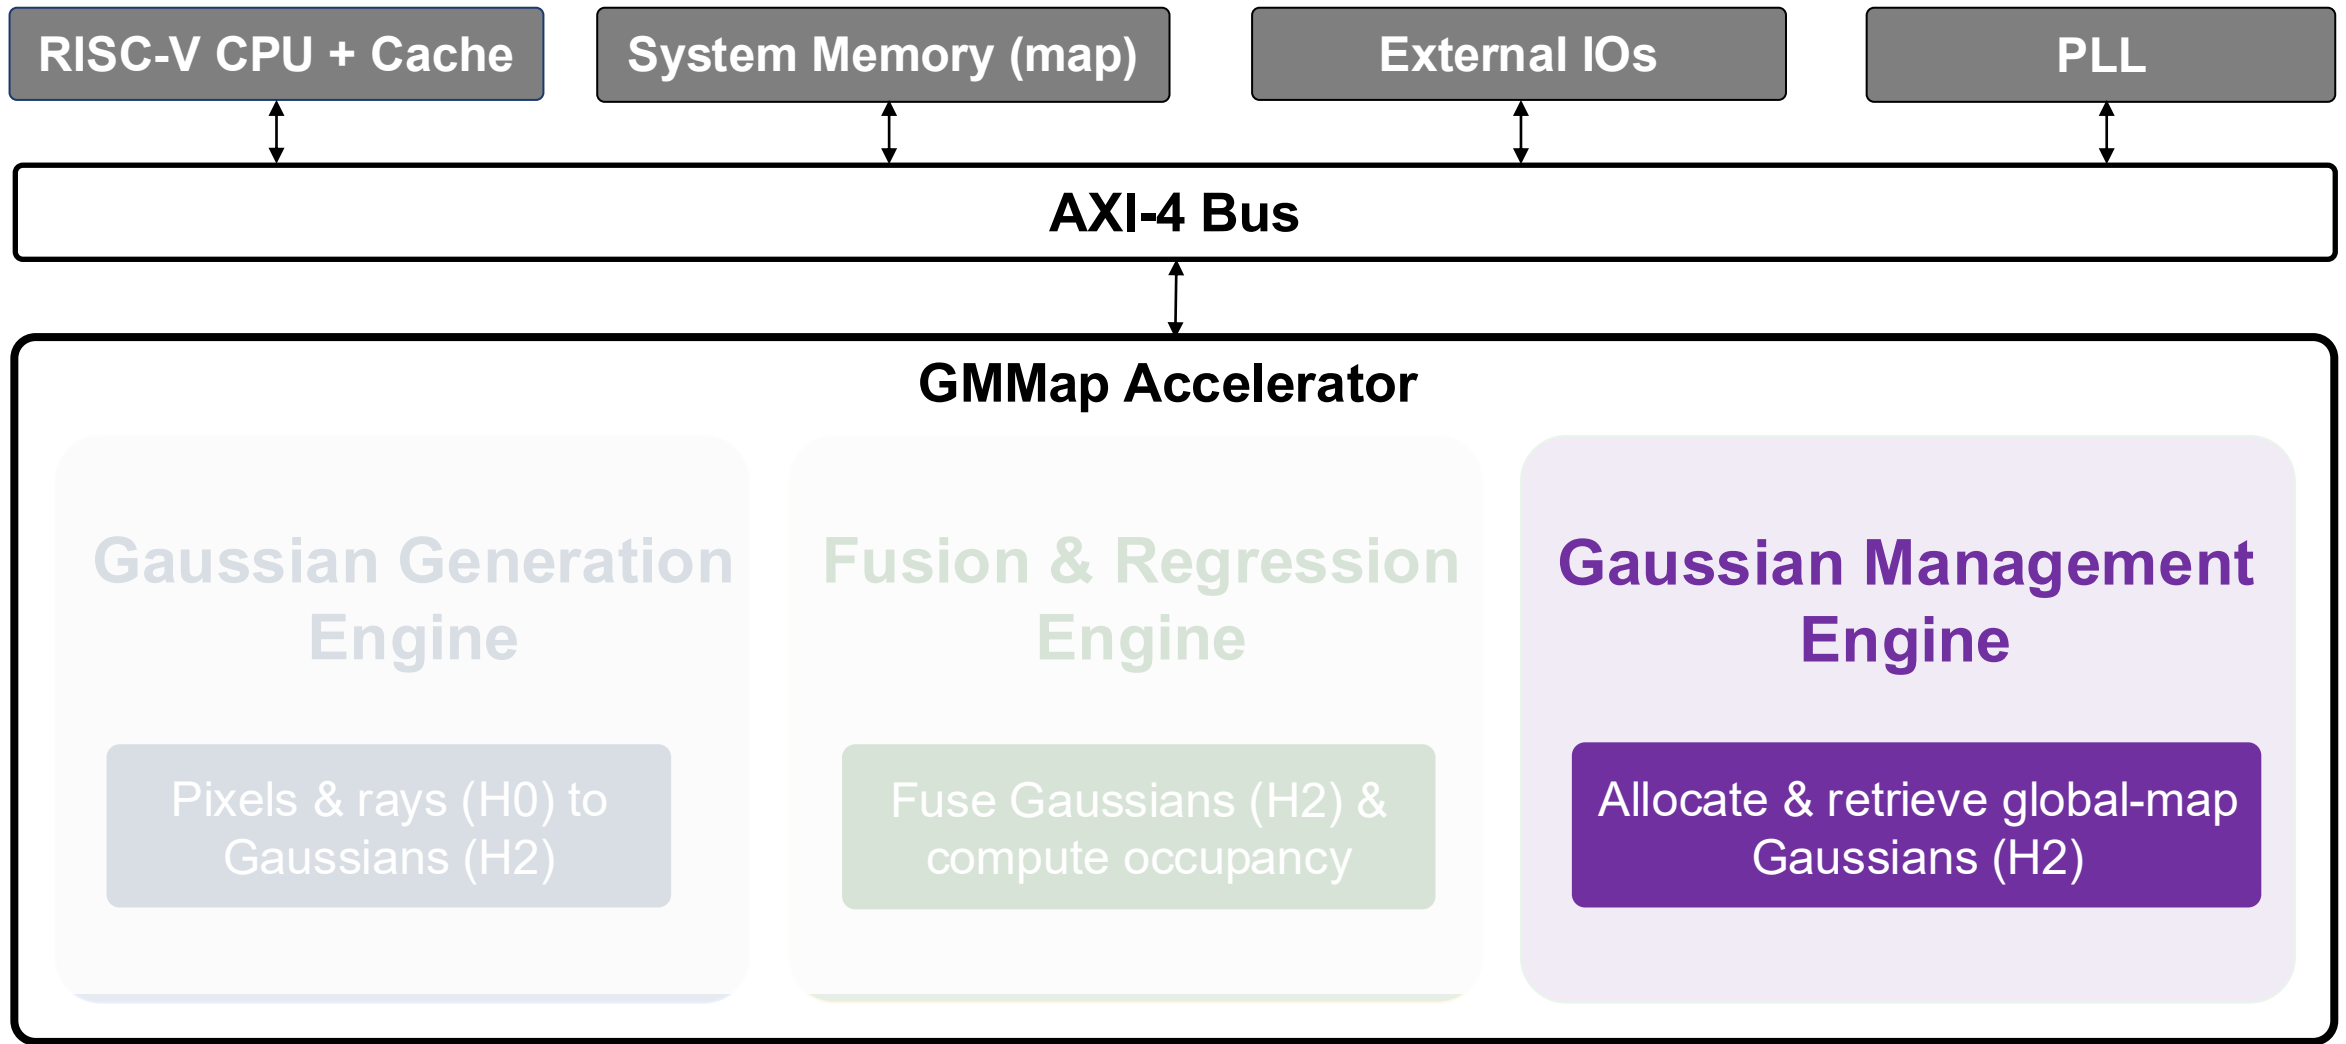 RISC-V CPU + Cache
System Memory (map)
External IOs
PLL
AXI-4 Bus
GMMap Accelerator
Gaussian Generation
Engine
Pixels & rays (H0) to
Gaussians (H2)
Fusion & Regression
Engine
Fuse Gaussians (H2) &
compute occupancy
Gaussian Management
Engine
Allocate & retrieve global-map
Gaussians (H2)